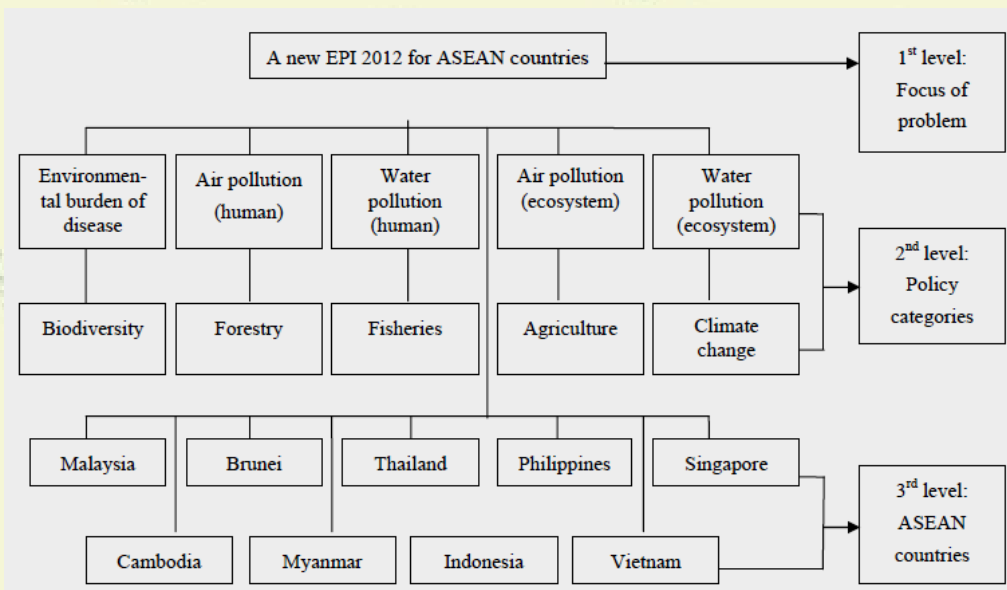 A new EPI 2012 for ASEAN countries
1st level:
Focus of
problem
Environmen-
tal burden of
disease
Air pollution
(human)
Water
pollution
(human)
Air pollution
(ecosystem)
Water
pollution
(ecosystem)
2nd level:
Policy
categories
Biodiversity
Forestry
Fisheries
Agriculture
Climate
change
Malaysia
Brunei
Thailand
Philippines
Singapore
3rd level:
ASEAN
countries
Cambodia
Myanmar
Indonesia
Vietnam